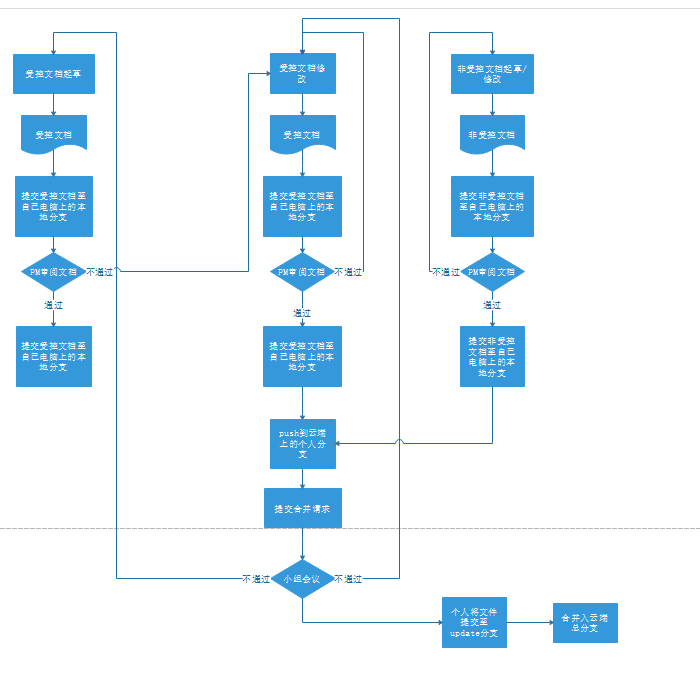 受控文档起草
受控文档
提交受控文档至
自己电脑上的本
地分支
PM审阅文档
不通过
通过
提交受控文档至
自己电脑上的本
地分支
受控文档修
改
受控文档
提交受控文档至
自己电脑上的本
地分支
PM审阅文档
不通过
通过
提交受控文档至
自己电脑上的本
地分支
push到云端
上的个人分
支
提交合并请求
非受控文档起草/
修改
非受控文档
提交非受控文档
至自己电脑上的
本地分支
不通过
PM审阅文档
通过
提交非受控
文档至自己
电脑上的本
地分支
不通过
小组会议
不通过
个人将文件
提交至
update分支
合并入云端
总分支